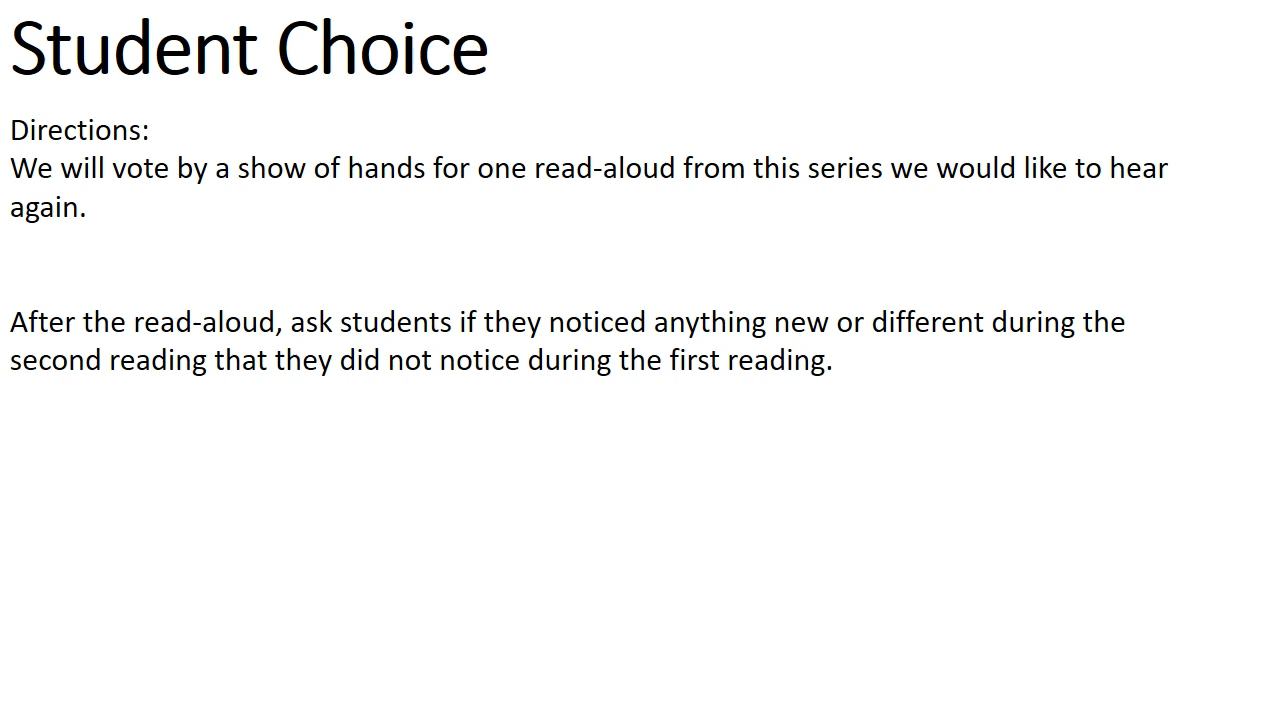 Student Choice
Directions:
We will vote by a show of hands for one read-aloud from this series we would like to hear
again.
After the read-aloud, ask students if they noticed anything new or different during the
second reading that they did not notice during the first reading.